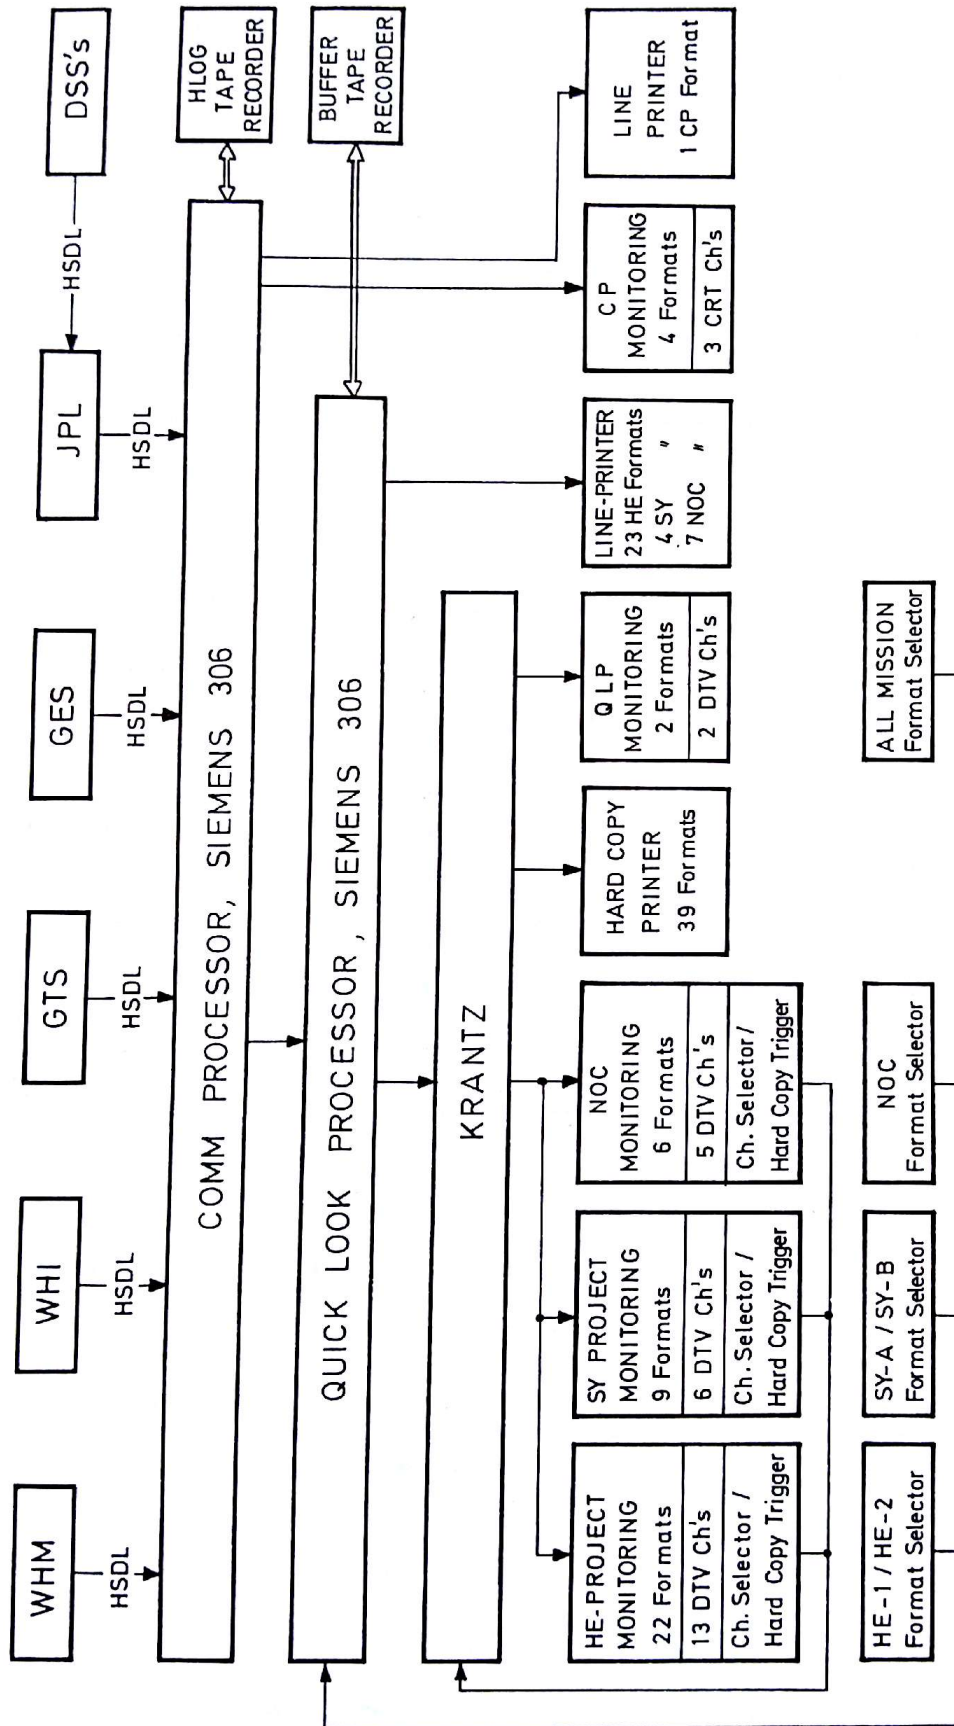 WHM
WHI
GTS
GES
JPL
DSS's
HSDL
HSDL
HSDL
HSDL
HSDL
HSDL
COMM PROCESSOR, SIEMENS 306
HLOG
TAPE
RECORDER
QUICK LOOK PROCESSOR, SIEMENS 306
BUFFER
TAPE
RECORDER
KRANTZ
HE-PROJECT
MONITORING
22 Formats
13 DTV Ch's
Ch. Selector /
Hard Copy Trigger
SY PROJECT
MONITORING
9 Formats
6 DTV Ch's
Ch. Selector /
Hard Copy Trigger
NOC
MONITORING
6 Formats
5 DTV Ch's
Ch. Selector /
Hard Copy Trigger
HARD COPY
PRINTER
39 Formats
QLP
MONITORING
2 Formats
2 DTV Ch's
LINE-PRINTER
23 HE Formats
4 SY "
7 NOC "
CP
MONITORING
4 Formats
3 CRT Ch's
LINE
PRINTER
1 CP Format
HE-1 / HE-2
Format Selector
SY-A / SY-B
Format Selector
NOC
Format Selector
ALL MISSION
Format Selector